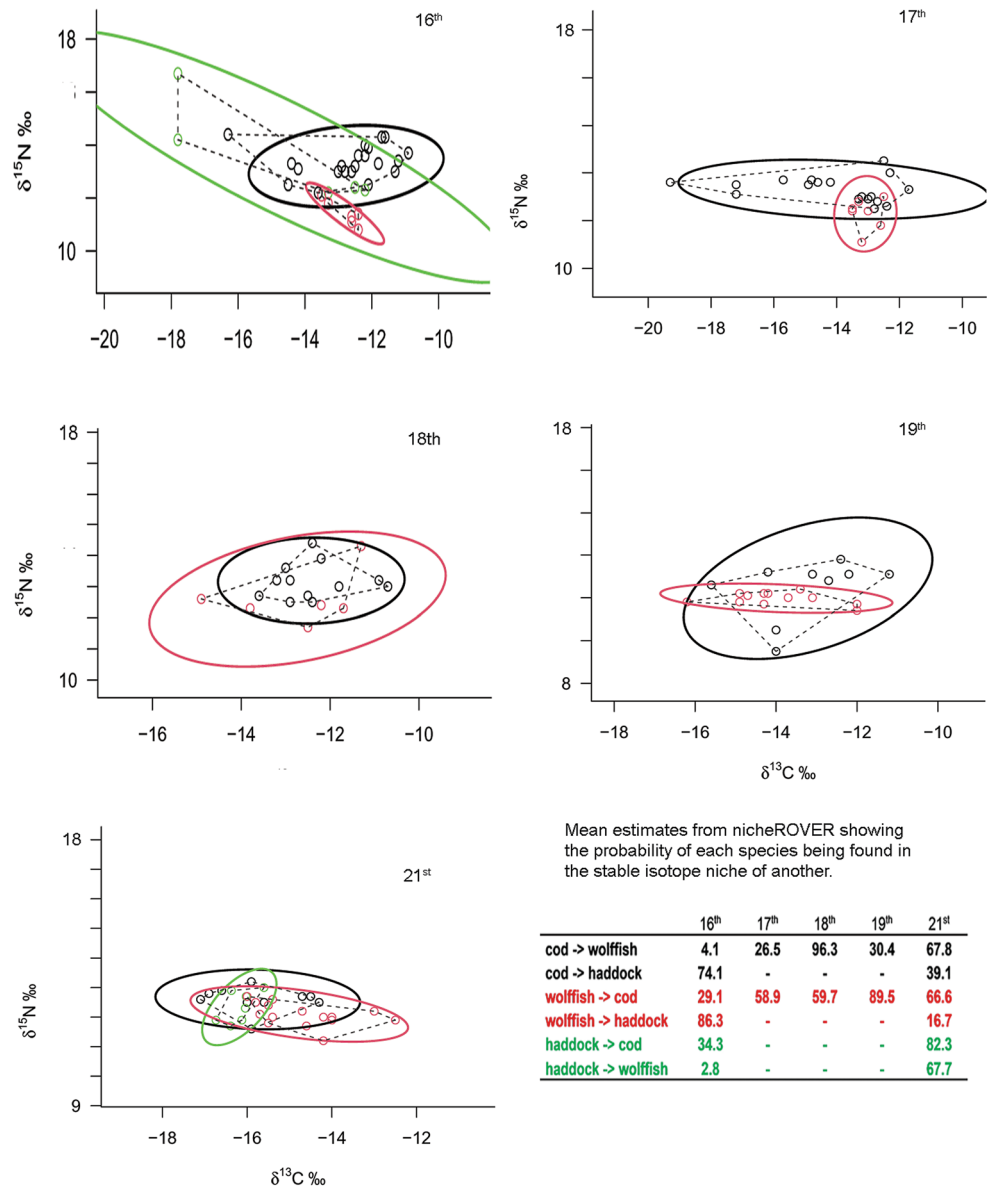 16th
18
10
δ15N ‰
−20 −18 −16 −14 −12 −10
17th
18
10
δ15N ‰
−20 −18 −16 −14 −12 −10
18th
18
10
δ15N ‰
−16 −14 −12 −10
19th
18
8
−18 −16 −14 −12 −10
δ13C ‰
21st
18
9
δ15N ‰
−18 −16 −14 −12
δ13C ‰
Mean estimates from nicheROVER showing
the probability of each species being found in
the stable isotope niche of another.
16th 17th 18th 19th 21st
cod -> wolffish 4.1 26.5 96.3 30.4 67.8
cod -> haddock 74.1 - - - 39.1
wolffish -> cod 29.1 58.9 59.7 89.5 66.6
wolffish -> haddock 86.3 - - - 16.7
haddock -> cod 34.3 - - - 82.3
haddock -> wolffish 2.8 - - - 67.7